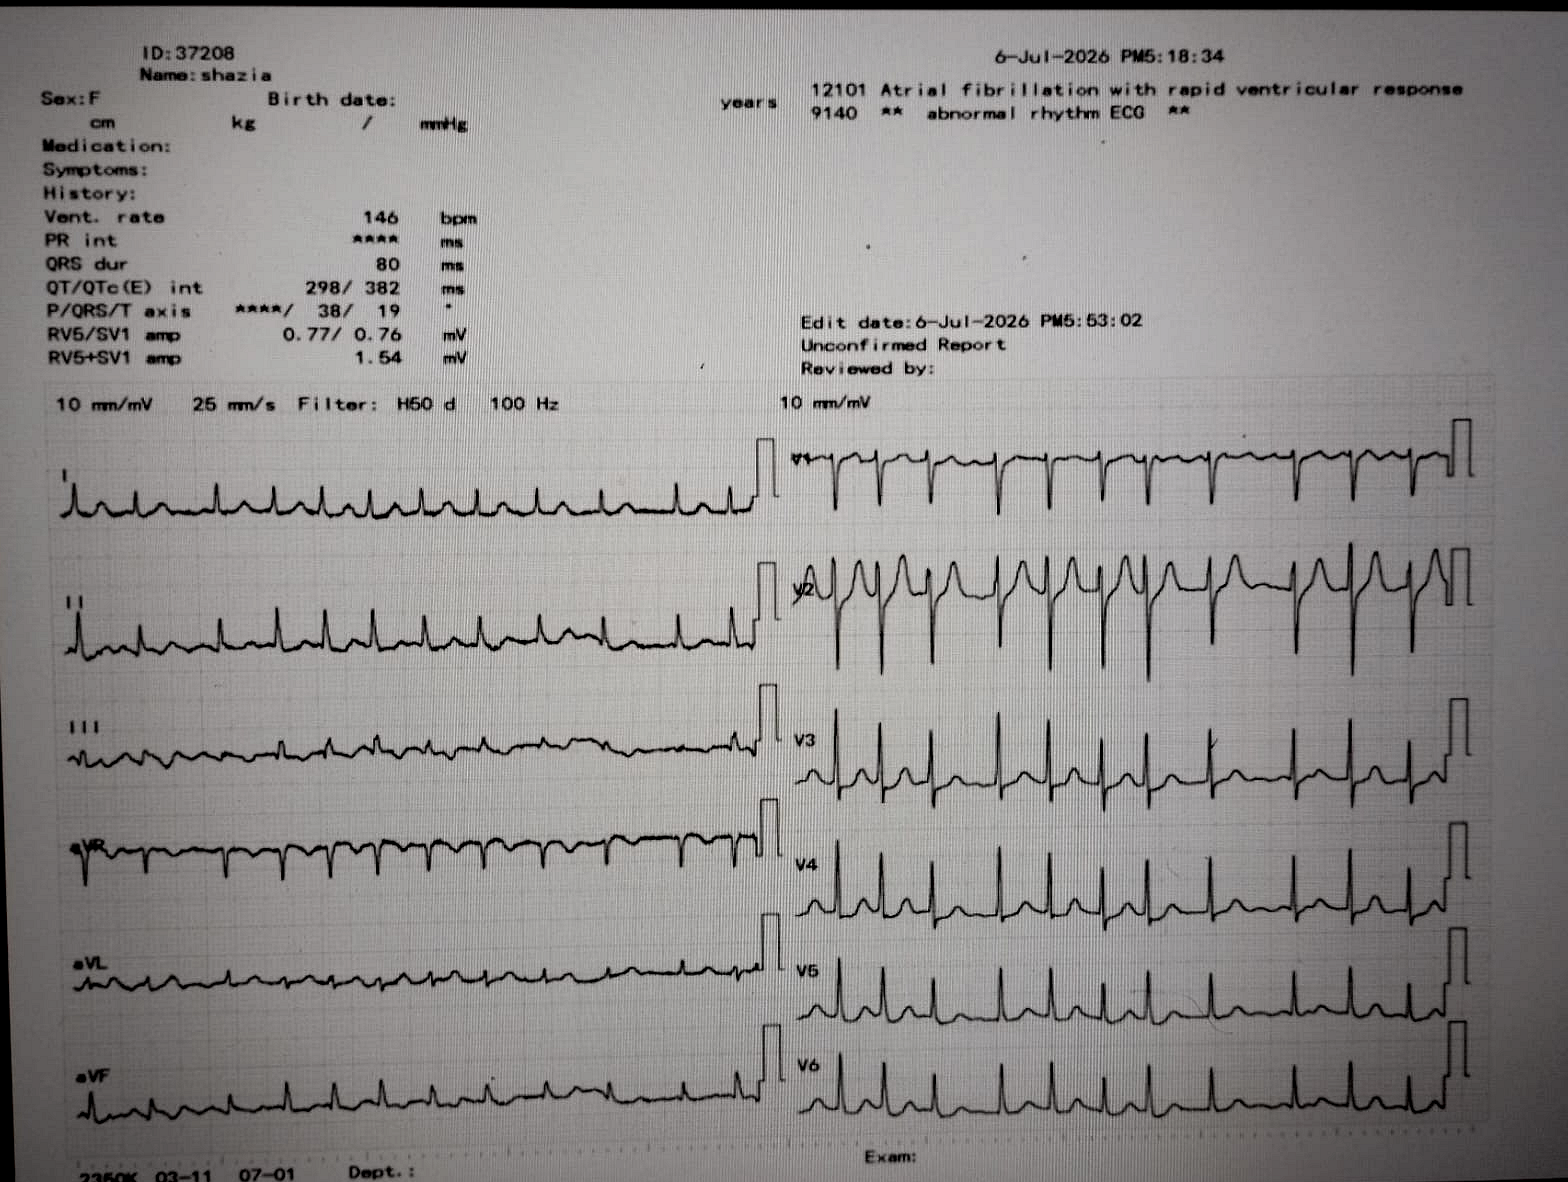 ID:37208
Name:shazia
Sex:F Birth date: years
cm kg / mmHg
Medication:
Symptoms:
History:
Vent. rate 146 bpm
PR int **** ms
QRS dur 80 ms
QT/QTc(E) int 298/ 382 ms
P/QRS/T axis ****/ 38/ 19 °
RV5/SV1 amp 0.77/ 0.76 mV
RV5+SV1 amp 1.54 mV
6-Jul-2026 PM5:18:34
12101 Atrial fibrillation with rapid ventricular response
9140 ** abnormal rhythm ECG **
Edit date:6-Jul-2026 PM5:53:02
Unconfirmed Report
Reviewed by:
10 mm/mV 25 mm/s Filter: H50 d 100 Hz
10 mm/mV
I
II
III
aVR
aVL
aVF
V1
V2
V3
V4
V5
V6
2350K 03-11 07-01 Dept.:
Exam: